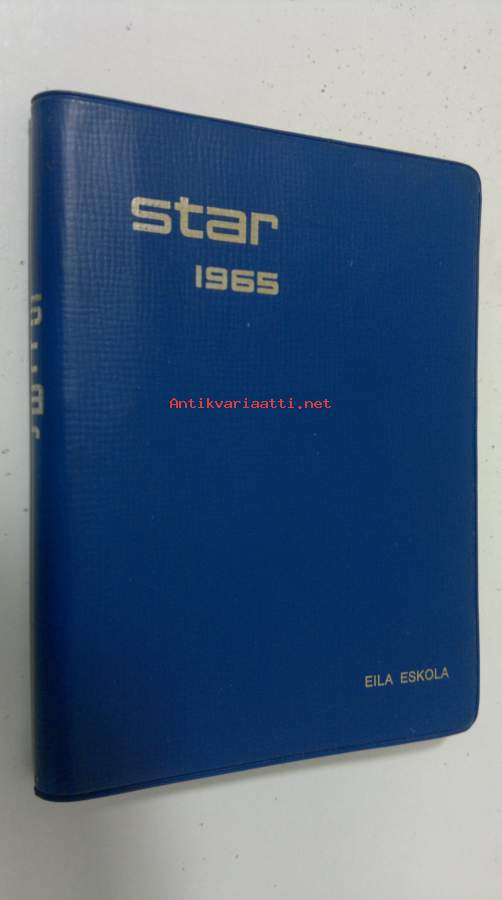 star
1965
Antikvariaatti.net
EILA ESKOLA